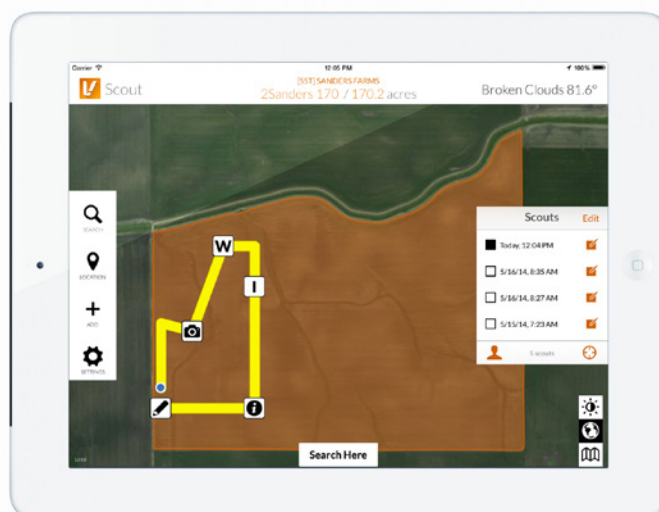 Carrier
12:05 PM
100%
Scout
[SST] SANDERS FARMS
2Sanders 170 / 170.2 acres
Broken Clouds 81.6°
SEARCH
LOCATION
ADD
SETTINGS
W
I
Scouts
Edit
Today, 12:04 PM
5/16/14, 8:35 AM
5/16/14, 8:27 AM
5/15/14, 7:23 AM
5 scouts
Search Here